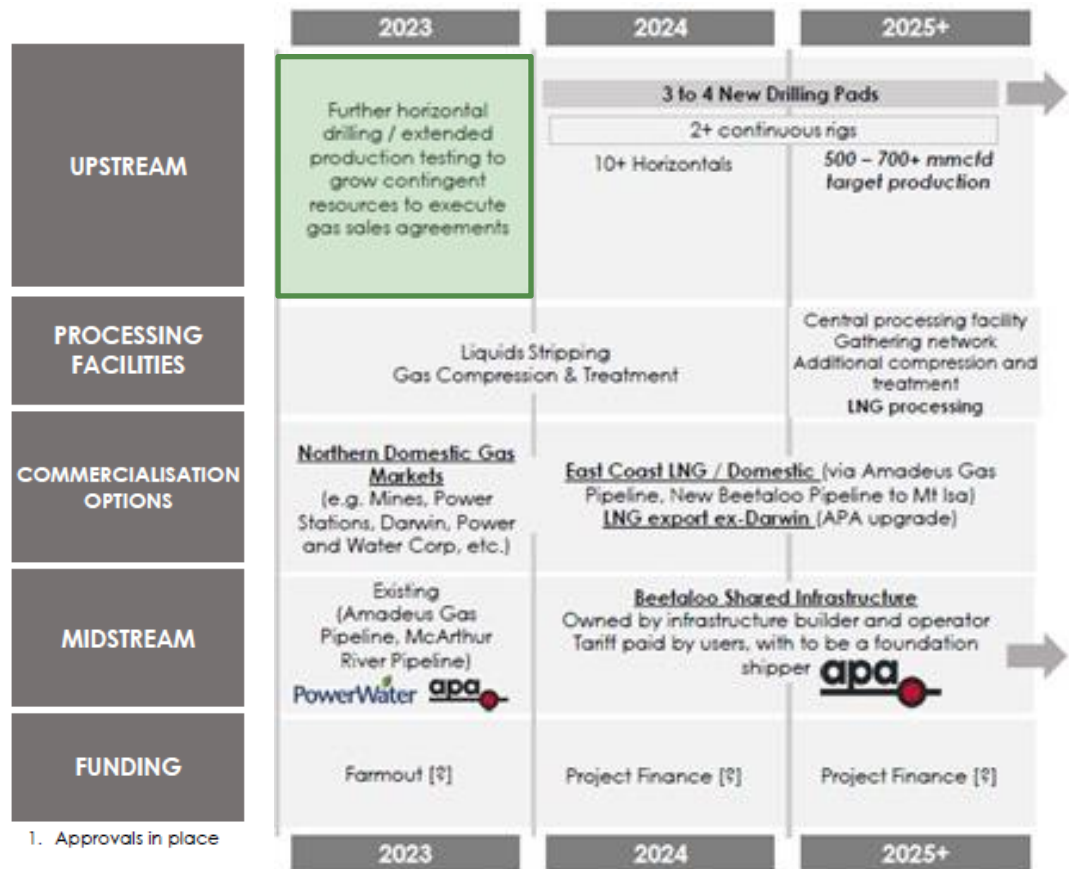 2023
2024
2025+
UPSTREAM
Further horizontal
drilling / extended
production testing to
grow contingent
resources to execute
gas sales agreements
3 to 4 New Drilling Pads
2+ continuous rigs
10+ Horizontals
500 – 700+ mmcfd
target production
PROCESSING
FACILITIES
Liquids Stripping
Gas Compression & Treatment
Central processing facility
Gathering network
Additional compression and
treatment
LNG processing
COMMERCIALISATION
OPTIONS
Northern Domestic Gas
Markets
(e.g. Mines, Power
Stations, Darwin, Power
and Water Corp, etc.)
East Coast LNG / Domestic (via Amadeus Gas
Pipeline, New Beetaloo Pipeline to Mt Isa)
LNG export ex-Darwin (APA upgrade)
MIDSTREAM
Existing
(Amadeus Gas
Pipeline, McArthur
River Pipeline)
PowerWater apa
Beetaloo Shared Infrastructure
Owned by infrastructure builder and operator
Tariff paid by users, with to be a foundation
shipper apa
FUNDING
Farmout [?]
Project Finance [?]
Project Finance [?]
1. Approvals in place
2023
2024
2025+